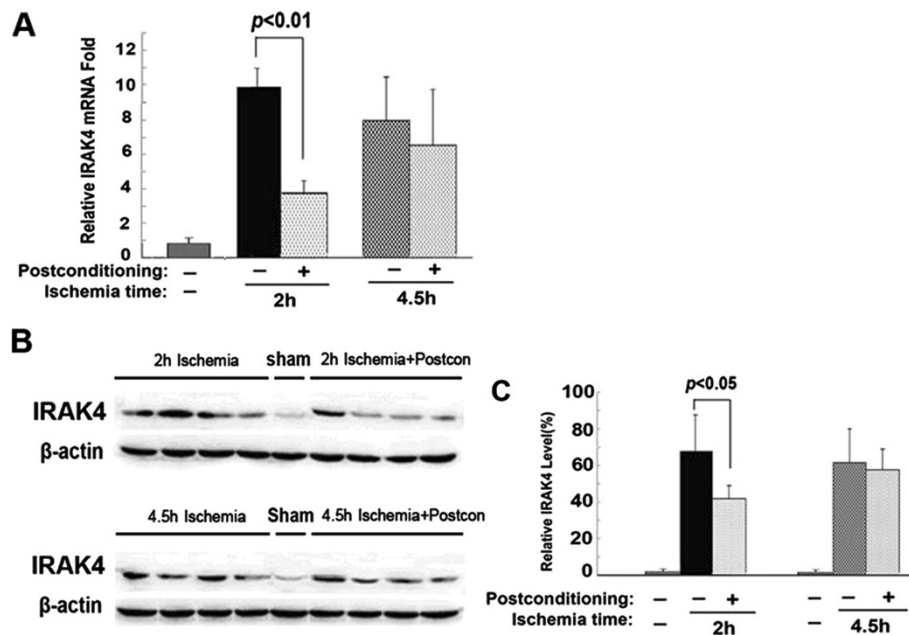 A
p<0.01
Relative IRAK4 mRNA Fold
12
10
8
6
4
2
0
Postconditioning: – – + – +
Ischemia time: – 2h 4.5h
B
2h Ischemia sham 2h Ischemia+Postcon
IRAK4
β-actin
4.5h Ischemia Sham 4.5h Ischemia+Postcon
IRAK4
β-actin
C
p<0.05
Relative IRAK4 Level(%)
100
80
60
40
20
0
Postconditioning: – – + – – +
Ischemia time: – 2h – 4.5h